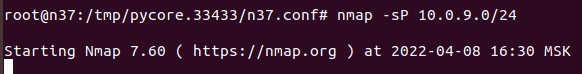 root@n37:/tmp/pycore.33433/n37.conf# nmap -sP 10.0.9.0/24
Starting Nmap 7.60 ( https://nmap.org ) at 2022-04-08 16:30 MSK